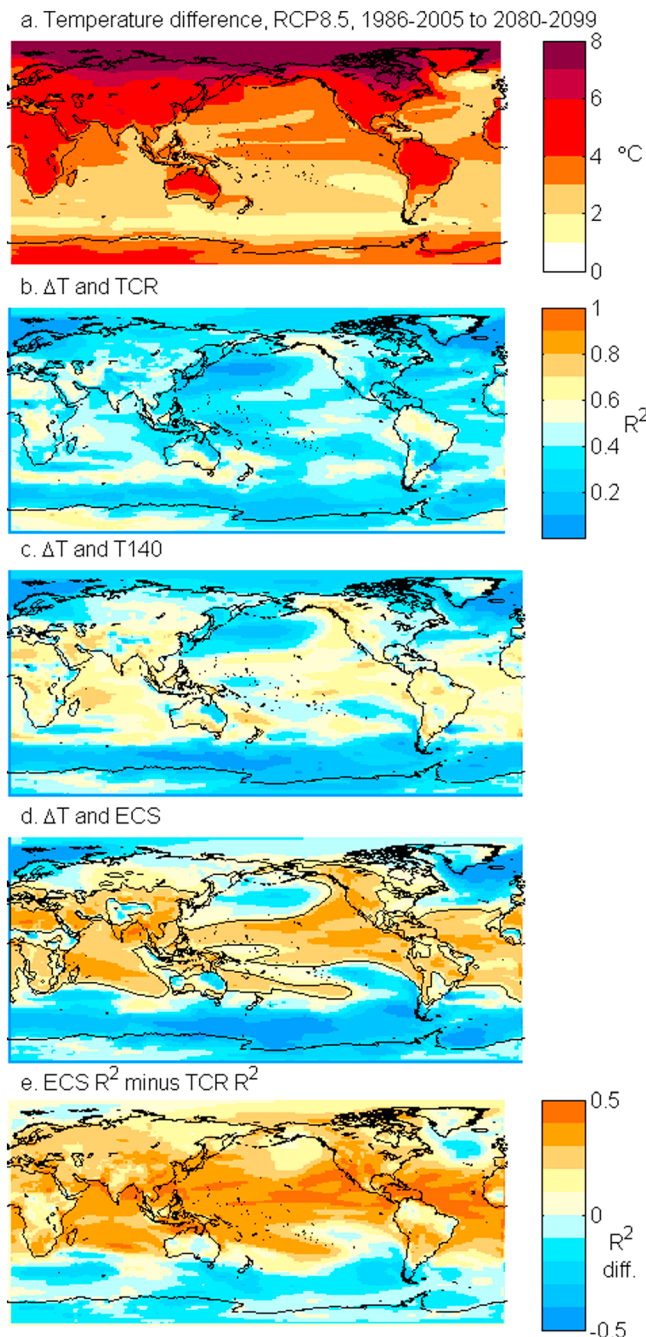 a. Temperature difference, RCP8.5, 1986-2005 to 2080-2099
8
6
°C
4
2
0
b. ΔT and TCR
1
0.8
0.6
R²
0.4
0.2
c. ΔT and T140
d. ΔT and ECS
e. ECS R² minus TCR R²
0.5
0
R²
diff.
-0.5